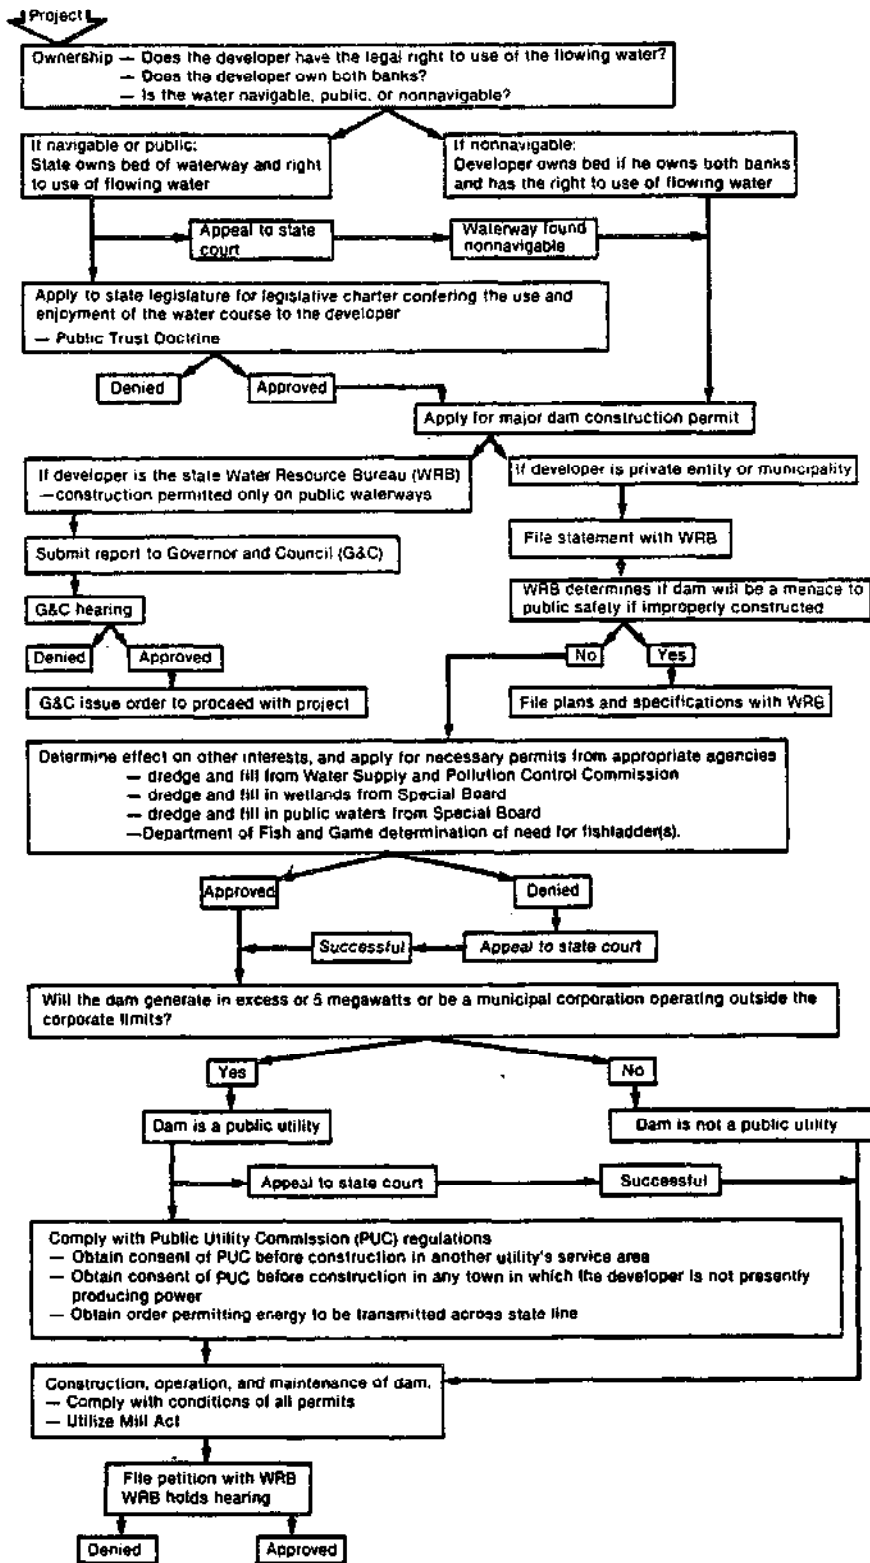 Project
Ownership — Does the developer have the legal right to use of the flowing water?
— Does the developer own both banks?
— Is the water navigable, public, or nonnavigable?
If navigable or public:
State owns bed of waterway and right
to use of flowing water
If nonnavigable:
Developer owns bed if he owns both banks
and has the right to use of flowing water
Appeal to state
court
Waterway found
nonnavigable
Apply to state legislature for legislative charter confering the use and
enjoyment of the water course to the developer
— Public Trust Doctrine
Denied
Approved
Apply for major dam construction permit
If developer is the state Water Resource Bureau (WRB)
—construction permitted only on public waterways
If developer is private entity or municipality
Submit report to Governor and Council (G&C)
File statement with WRB
G&C hearing
WRB determines if dam will be a menace to
public safety if improperly constructed
Denied
Approved
No
Yes
G&C issue order to proceed with project
File plans and specifications with WRB
Determine effect on other interests, and apply for necessary permits from appropriate agencies
— dredge and fill from Water Supply and Pollution Control Commission
— dredge and fill in wetlands from Special Board
— dredge and fill in public waters from Special Board
—Department of Fish and Game determination of need for fishladder(s).
Approved
Denied
Successful
Appeal to state court
Will the dam generate in excess or 5 megawatts or be a municipal corporation operating outside the
corporate limits?
Yes
No
Dam is a public utility
Dam is not a public utility
Appeal to state court
Successful
Comply with Public Utility Commission (PUC) regulations
— Obtain consent of PUC before construction in another utility's service area
— Obtain consent of PUC before construction in any town in which the developer is not presently
producing power
— Obtain order permitting energy to be transmitted across state line
Construction, operation, and maintenance of dam.
— Comply with conditions of all permits
— Utilize Mill Act
File petition with WRB
WRB holds hearing
Denied
Approved